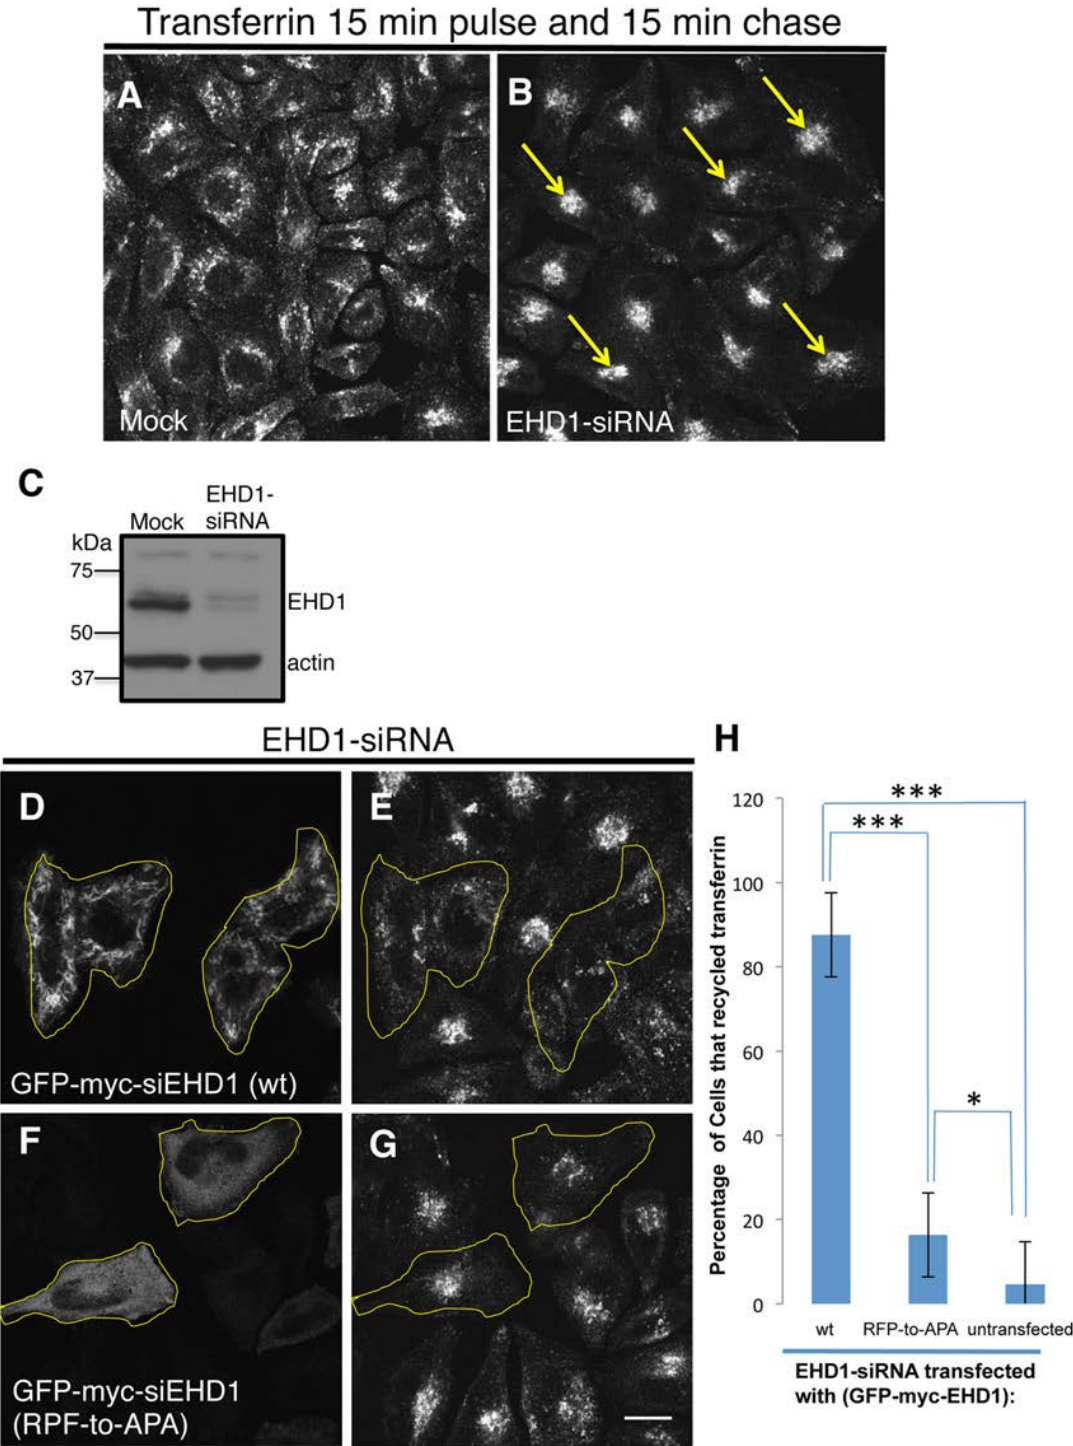 Transferrin 15 min pulse and 15 min chase
A
B
Mock
EHD1-siRNA
C
EHD1-
siRNA
Mock
kDa
75
EHD1
50
actin
37
EHD1-siRNA
D
E
GFP-myc-siEHD1 (wt)
F
G
GFP-myc-siEHD1
(RPF-to-APA)
H
Percentage of Cells that recycled transferrin
120
100
80
60
40
20
0
***
***
*
wt RFP-to-APA untransfected
EHD1-siRNA transfected
with (GFP-myc-EHD1):